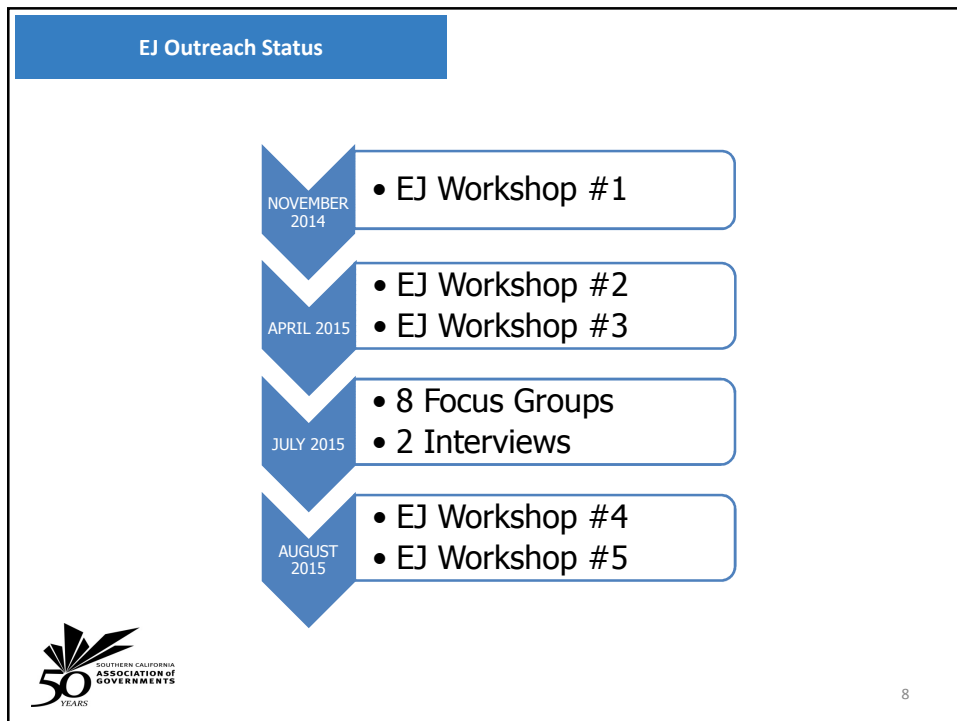 EJ Outreach Status
NOVEMBER
2014
• EJ Workshop #1
APRIL 2015
• EJ Workshop #2
• EJ Workshop #3
JULY 2015
• 8 Focus Groups
• 2 Interviews
AUGUST
2015
• EJ Workshop #4
• EJ Workshop #5
50
YEARS
SOUTHERN CALIFORNIA
ASSOCIATION of
GOVERNMENTS
8